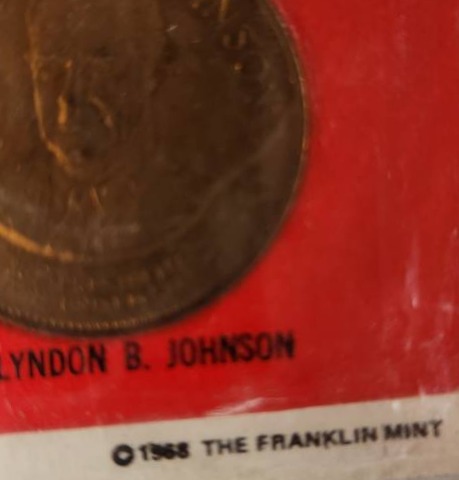 LYNDON B. JOHNSON
© 1968 THE FRANKLIN MINT